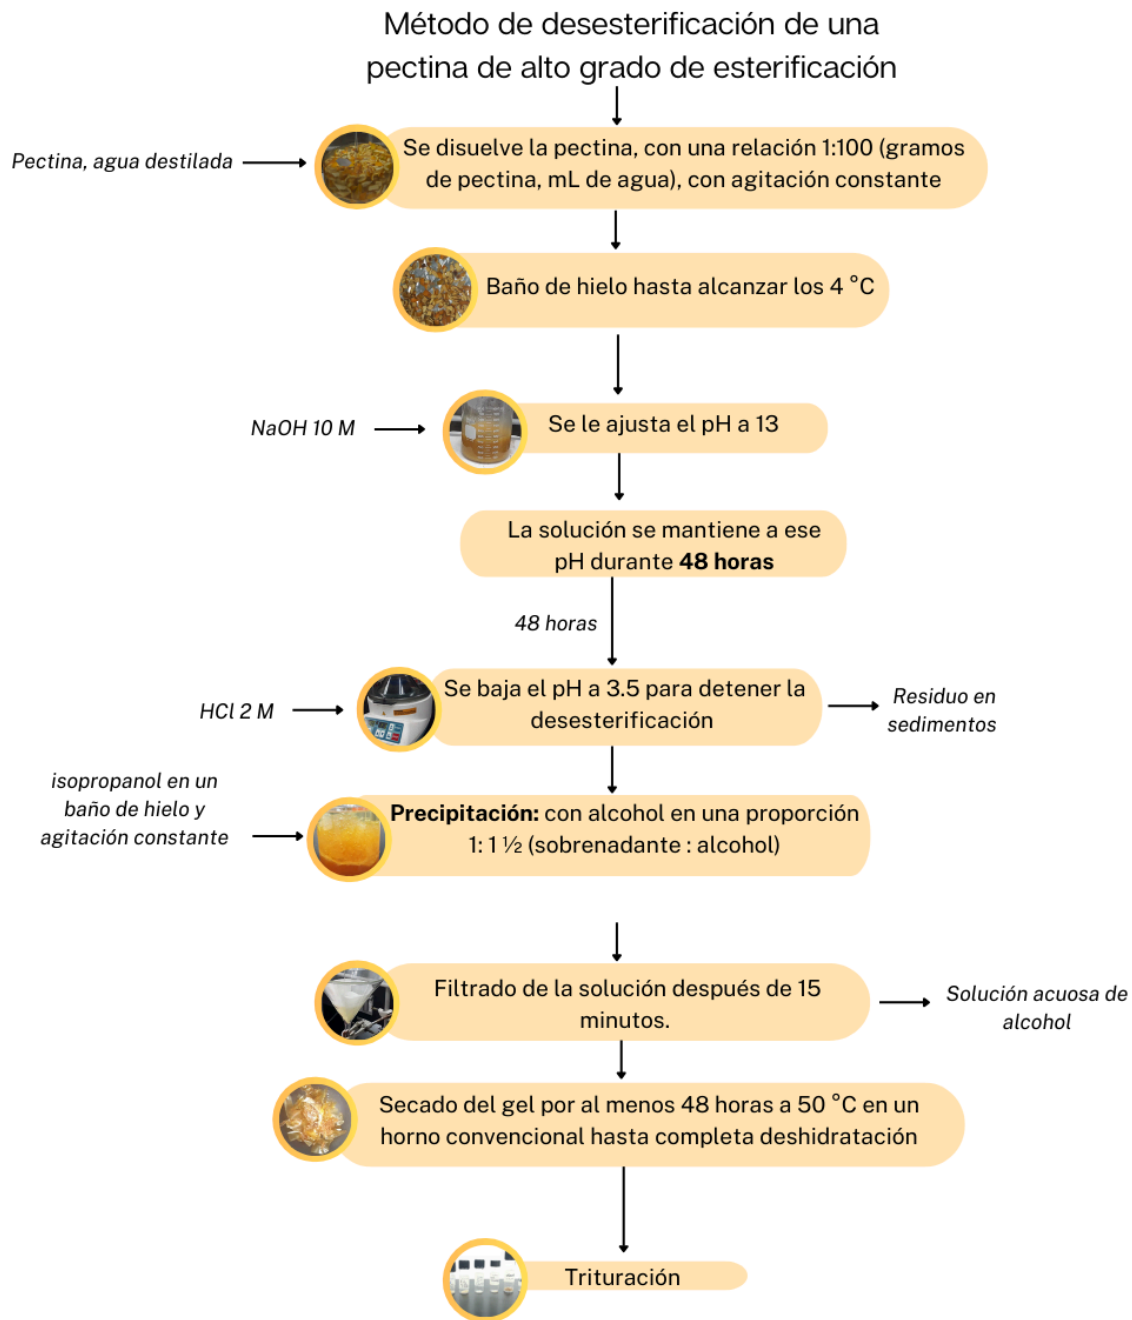 Método de desesterificación de una
pectina de alto grado de esterificación
Pectina, agua destilada
Se disuelve la pectina, con una relación 1:100 (gramos
de pectina, mL de agua), con agitación constante
Baño de hielo hasta alcanzar los 4 °C
NaOH 10 M
Se le ajusta el pH a 13
La solución se mantiene a ese
pH durante 48 horas
48 horas
HCl 2 M
Se baja el pH a 3.5 para detener la
desesterificación
Residuo en
sedimentos
isopropanol en un
baño de hielo y
agitación constante
Precipitación: con alcohol en una proporción
1: 1 ½ (sobrenadante : alcohol)
Filtrado de la solución después de 15
minutos.
Solución acuosa de
alcohol
Secado del gel por al menos 48 horas a 50 °C en un
horno convencional hasta completa deshidratación
Trituración